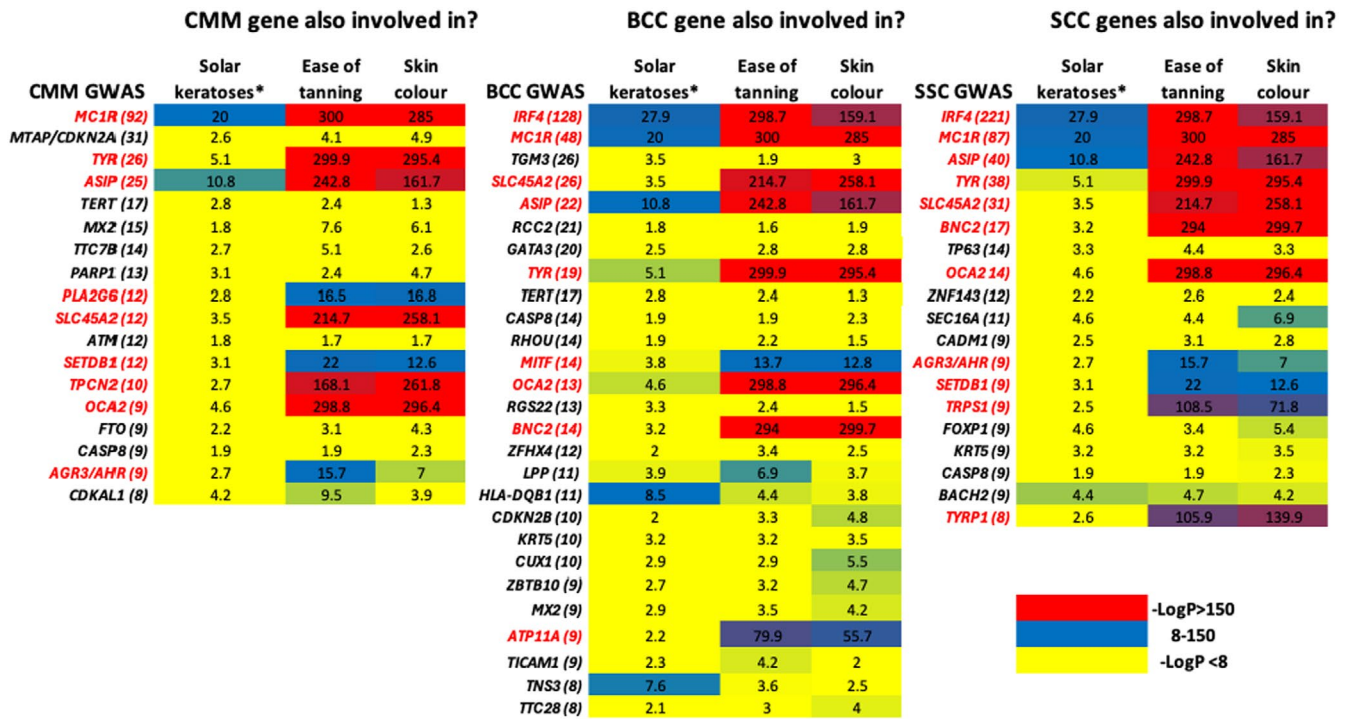 CMM gene also involved in?
CMM GWAS Solar keratoses* Ease of tanning Skin colour
MC1R (92) 20 300 285
MTAP/CDKN2A (31) 2.6 4.1 4.9
TYR (26) 5.1 299.9 295.4
ASIP (25) 10.8 242.8 161.7
TERT (17) 2.8 2.4 1.3
MX2 (15) 1.8 7.6 6.1
TTC7B (14) 2.7 5.1 2.6
PARP1 (13) 3.1 2.4 4.7
PLA2G6 (12) 2.8 16.5 16.8
SLC45A2 (12) 3.5 214.7 258.1
ATM (12) 1.8 1.7 1.7
SETDB1 (12) 3.1 22 12.6
TPCN2 (10) 2.7 168.1 261.8
OCA2 (9) 4.6 298.8 296.4
FTO (9) 2.2 3.1 4.3
CASP8 (9) 1.9 1.9 2.3
AGR3/AHR (9) 2.7 15.7 7
CDKAL1 (8) 4.2 9.5 3.9
BCC gene also involved in?
BCC GWAS Solar keratoses* Ease of tanning Skin colour
IRF4 (128) 27.9 298.7 159.1
MC1R (48) 20 300 285
TGM3 (26) 3.5 1.9 3
SLC45A2 (26) 3.5 214.7 258.1
ASIP (22) 10.8 242.8 161.7
RCC2 (21) 1.8 1.6 1.9
GATA3 (20) 2.5 2.8 2.8
TYR (19) 5.1 299.9 295.4
TERT (17) 2.8 2.4 1.3
CASP8 (14) 1.9 1.9 2.3
RHOU (14) 1.9 2.2 1.5
MITF (14) 3.8 13.7 12.8
OCA2 (13) 4.6 298.8 296.4
RGS22 (13) 3.3 2.4 1.5
BNC2 (14) 3.2 294 299.7
ZFHX4 (12) 2 3.4 2.5
LPP (11) 3.9 6.9 3.7
HLA-DQB1 (11) 8.5 4.4 3.8
CDKN2B (10) 2 3.3 4.8
KRT5 (10) 3.2 3.2 3.5
CUX1 (10) 2.9 2.9 5.5
ZBTB10 (9) 2.7 3.2 4.7
MX2 (9) 2.9 3.5 4.2
ATP11A (9) 2.2 79.9 55.7
TICAM1 (9) 2.3 4.2 2
TNS3 (8) 7.6 3.6 2.5
TTC28 (8) 2.1 3 4
SCC genes also involved in?
SSC GWAS Solar keratoses* Ease of tanning Skin colour
IRF4 (221) 27.9 298.7 159.1
MC1R (87) 20 300 285
ASIP (40) 10.8 242.8 161.7
TYR (38) 5.1 299.9 295.4
SLC45A2 (31) 3.5 214.7 258.1
BNC2 (17) 3.2 294 299.7
TP63 (14) 3.3 4.4 3.3
OCA2 14) 4.6 298.8 296.4
ZNF143 (12) 2.2 2.6 2.4
SEC16A (11) 4.6 4.4 6.9
CADM1 (9) 2.5 3.1 2.8
AGR3/AHR (9) 2.7 15.7 7
SETDB1 (9) 3.1 22 12.6
TRPS1 (9) 2.5 108.5 71.8
FOXP1 (9) 4.6 3.4 5.4
KRT5 (9) 3.2 3.2 3.5
CASP8 (9) 1.9 1.9 2.3
BACH2 (9) 4.4 4.7 4.2
TYRP1 (8) 2.6 105.9 139.9
-LogP>150
8-150
-LogP <8